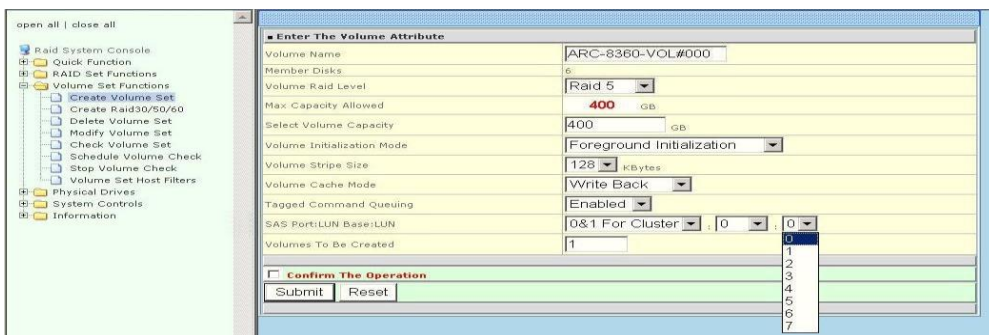 open all | close all
Raid System Console
Quick Function
RAID Set Functions
Volume Set Functions
Create Volume Set
Create Raid30/50/60
Delete Volume Set
Modify Volume Set
Check Volume Set
Schedule Volume Check
Stop Volume Check
Volume Set Host Filters
Physical Drives
System Controls
Information
Enter The Volume Attribute
Volume Name ARC-8360-VOL#000
Member Disks 6
Volume Raid Level Raid 5
Max Capacity Allowed 400 GB
Select Volume Capacity 400 GB
Volume Initialization Mode Foreground Initialization
Volume Stripe Size 128 KBytes
Volume Cache Mode Write Back
Tagged Command Queuing Enabled
SAS Port:LUN Base:LUN 0&1 For Cluster : 0 : 0
0
1
2
3
4
5
6
7
Volumes To Be Created 1
Confirm The Operation
Submit Reset